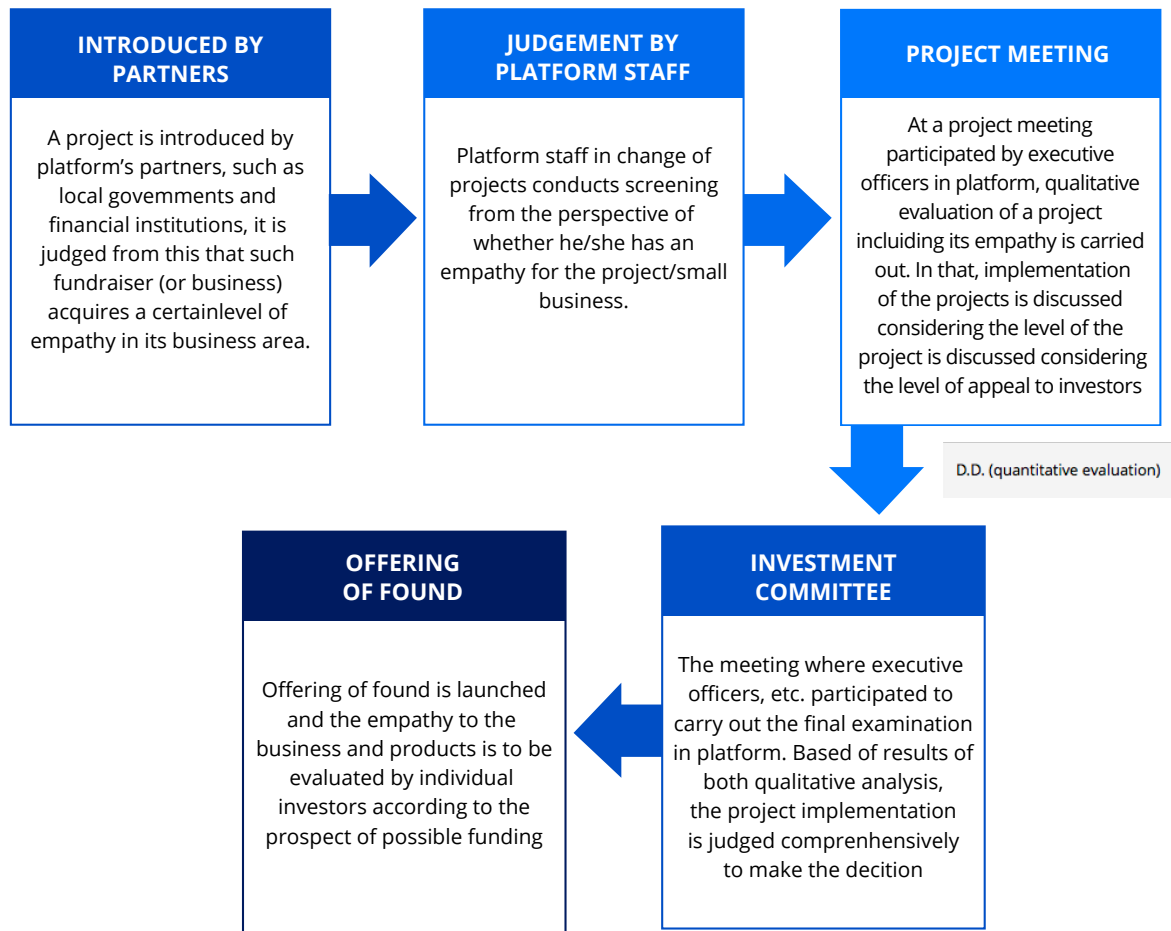 INTRODUCED BY
PARTNERS
A project is introduced by
platform's partners, such as
local govemments and
financial institutions, it is
judged from this that such
fundraiser (or business)
acquires a certainlevel of
empathy in its business area.
JUDGEMENT BY
PLATFORM STAFF
Platform staff in change of
projects conducts screening
from the perspective of
whether he/she has an
empathy for the project/small
business.
PROJECT MEETING
At a project meeting
participated by executive
officers in platform, qualitative
evaluation of a project
incluiding its empathy is carried
out. In that, implementation
of the projects is discussed
considering the level of the
project is discussed considering
the level of appeal to investors
D.D. (quantitative evaluation)
INVESTMENT
COMMITTEE
The meeting where executive
officers, etc. participated to
carry out the final examination
in platform. Based of results of
both qualitative analysis,
the project implementation
is judged comprenhensively
to make the decition
OFFERING
OF FOUND
Offering of found is launched
and the empathy to the
business and products is to be
evaluated by individual
investors according to the
prospect of possible funding